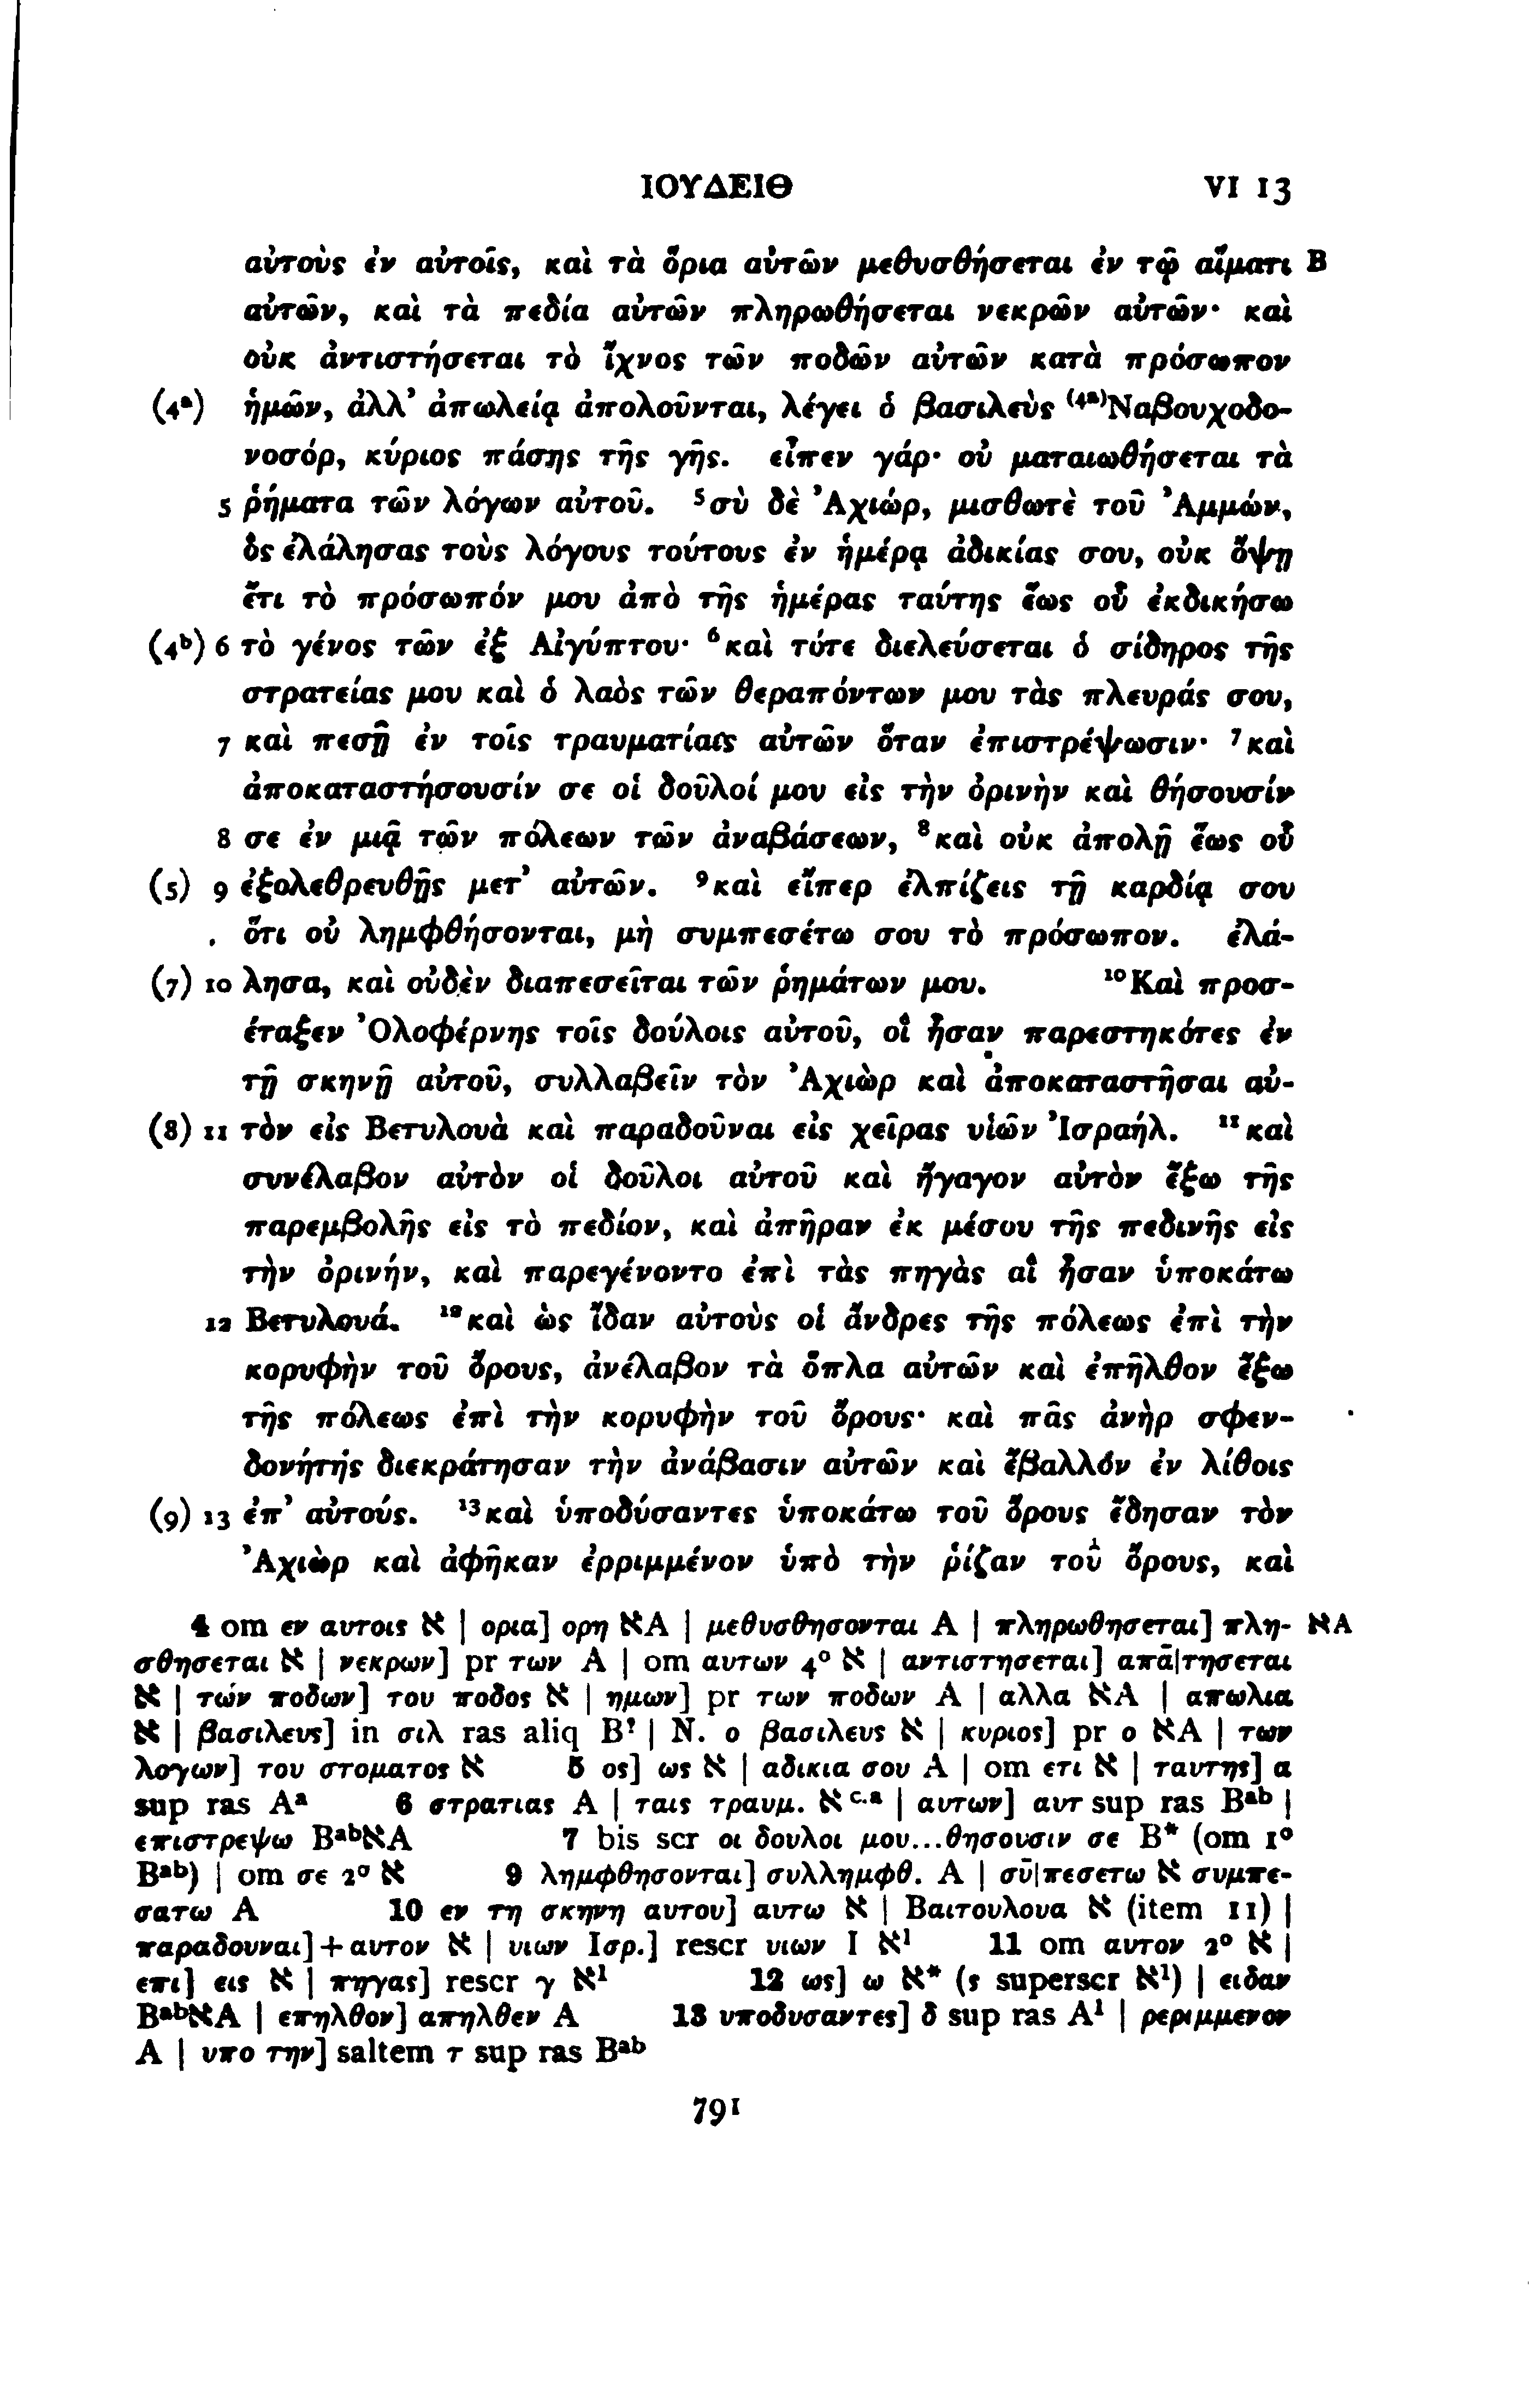 ΙΟΥΔΕΙΘ VI 13
αὐτοὺς ἐν αὐτοῖς, καὶ τὰ ὅρια αὐτῶν μεθυσθήσεται ἐν τῷ αἵματι B
αὐτῶν, καὶ τὰ πεδία αὐτῶν πληρωθήσεται νεκρῶν αὐτῶν· καὶ
οὐκ ἀντιστήσεται τὸ ἴχνος τῶν ποδῶν αὐτῶν κατὰ πρόσωπον
(4ᵃ) ἡμῶν, ἀλλ’ ἀπωλείᾳ ἀπολοῦνται, λέγει ὁ βασιλεὺς ⁽⁴ᵃ⁾Ναβουχοδο-
νοσόρ, κύριος πάσης τῆς γῆς. εἶπεν γάρ· οὐ ματαιωθήσεται τὰ
5 ῥήματα τῶν λόγων αὐτοῦ. ⁵σὺ δὲ Ἀχιώρ, μισθωτὲ τοῦ Ἀμμών,
ὃς ἐλάλησας τοὺς λόγους τούτους ἐν ἡμέρᾳ ἀδικίας σου, οὐκ ὄψῃ
ἔτι τὸ πρόσωπόν μου ἀπὸ τῆς ἡμέρας ταύτης ἕως οὗ ἐκδικήσω
(4ᵇ) 6 τὸ γένος τῶν ἐξ Αἰγύπτου· ⁶καὶ τότε διελεύσεται ὁ σίδηρος τῆς
στρατείας μου καὶ ὁ λαὸς τῶν θεραπόντων μου τὰς πλευράς σου,
7 καὶ πεσῇ ἐν τοῖς τραυματίαις αὐτῶν ὅταν ἐπιστρέψωσιν· ⁷καὶ
ἀποκαταστήσουσίν σε οἱ δοῦλοί μου εἰς τὴν ὀρινὴν καὶ θήσουσίν
8 σε ἐν μιᾷ τῶν πόλεων τῶν ἀναβάσεων, ⁸καὶ οὐκ ἀπολῇ ἕως οὗ
(5) 9 ἐξολεθρευθῇς μετ’ αὐτῶν. ⁹καὶ εἴπερ ἐλπίζεις τῇ καρδίᾳ σου
ὅτι οὐ λημφθήσονται, μὴ συμπεσέτω σου τὸ πρόσωπον. ἐλά-
(7) 10 λησα, καὶ οὐδὲν διαπεσεῖται τῶν ῥημάτων μου. ¹⁰Καὶ προσ-
έταξεν Ὀλοφέρνης τοῖς δούλοις αὐτοῦ, οἳ ἦσαν παρεστηκότες ἐν
τῇ σκηνῇ αὐτοῦ, συλλαβεῖν τὸν Ἀχιὼρ καὶ ἀποκαταστῆσαι αὐ-
(8) 11 τὸν εἰς Βετυλουὰ καὶ παραδοῦναι εἰς χεῖρας υἱῶν Ἰσραήλ. ¹¹καὶ
συνέλαβον αὐτὸν οἱ δοῦλοι αὐτοῦ καὶ ἤγαγον αὐτὸν ἔξω τῆς
παρεμβολῆς εἰς τὸ πεδίον, καὶ ἀπῆραν ἐκ μέσου τῆς πεδινῆς εἰς
τὴν ὀρινήν, καὶ παρεγένοντο ἐπὶ τὰς πηγὰς αἳ ἦσαν ὑποκάτω
12 Βετυλουά. ¹²καὶ ὡς ἴδαν αὐτοὺς οἱ ἄνδρες τῆς πόλεως ἐπὶ τὴν
κορυφὴν τοῦ ὄρους, ἀνέλαβον τὰ ὅπλα αὐτῶν καὶ ἐπῆλθον ἔξω
τῆς πόλεως ἐπὶ τὴν κορυφὴν τοῦ ὄρους· καὶ πᾶς ἀνὴρ σφεν-
δονήτής διεκράτησαν τὴν ἀνάβασιν αὐτῶν καὶ ἔβαλλον ἐν λίθοις
(9) 13 ἐπ’ αὐτούς. ¹³καὶ ὑποδύσαντες ὑποκάτω τοῦ ὄρους ἔδησαν τὸν
Ἀχιὼρ καὶ ἀφῆκαν ἐρριμμένον ὑπὸ τὴν ῥίζαν τοῦ ὄρους, καὶ
4 om εν αυτοις א | ορια] ορη אA | μεθυσθησονται A | πληρωθησεται] πλη- אA
σθησεται א | νεκρων] pr των A | om αυτων 4⁰ א | αντιστησεται] απᾱ|τησεται
א | τών ποδων] του ποδος א | ημων] pr των ποδων A | αλλα אA | απωλια
א | βασιλευς] in σιλ ras aliq B? | N. ο βασιλευς א | κυριος] pr ο אA | των
λογων] του στοματος א 5 ος] ως א | αδικια σου A | om ετι א | ταυτης] α
sup ras Aᵃ 6 στρατιας A | ταις τραυμ. אᶜ·ᵃ | αυτων] αυτ sup ras Bᵃᵇ |
επιστρεψω BᵃᵇאA 7 bis scr οι δουλοι μου...θησουσιν σε B* (om 1⁰
Bᵃᵇ) | om σε 2⁰ א 9 λημφθησονται] συλλημφθ. A | σῡ|πεσετω א συμπε-
σατω A 10 εν τη σκηνη αυτου] αυτω א | Βαιτουλουα א (item 11) |
παραδουναι]+αυτον א | υιων Ισρ.] rescr υιων Ι א¹ 11 om αυτον 2⁰ א |
επι] εις א | πηγας] rescr γ א¹ 12 ως] ω א* (ς superscr א¹) | ειδαν
BᵃᵇאA | επηλθον] απηλθεν A 13 υποδυσαντες] δ sup ras A¹ | ρεριμμενον
A | υπο την] saltem τ sup ras Bᵃᵇ
791